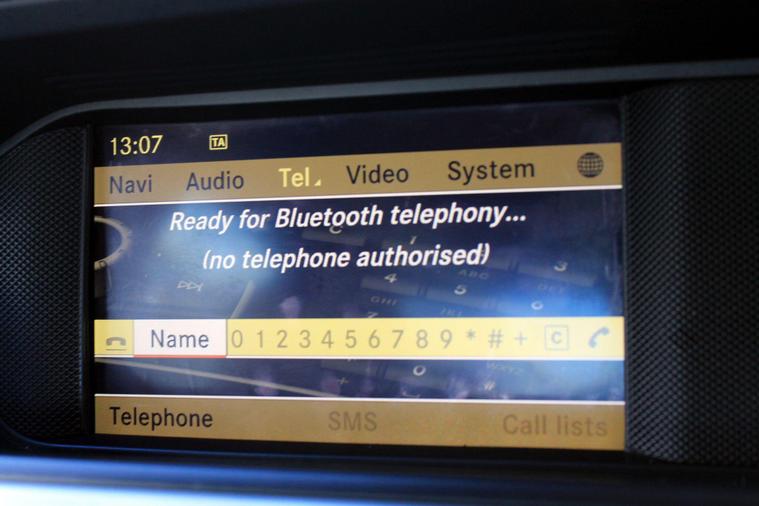 13:07 TA
Navi Audio Tel Video System
Ready for Bluetooth telephony...
(no telephone authorised)
Name 0 1 2 3 4 5 6 7 8 9 * # + C
Telephone SMS Call lists